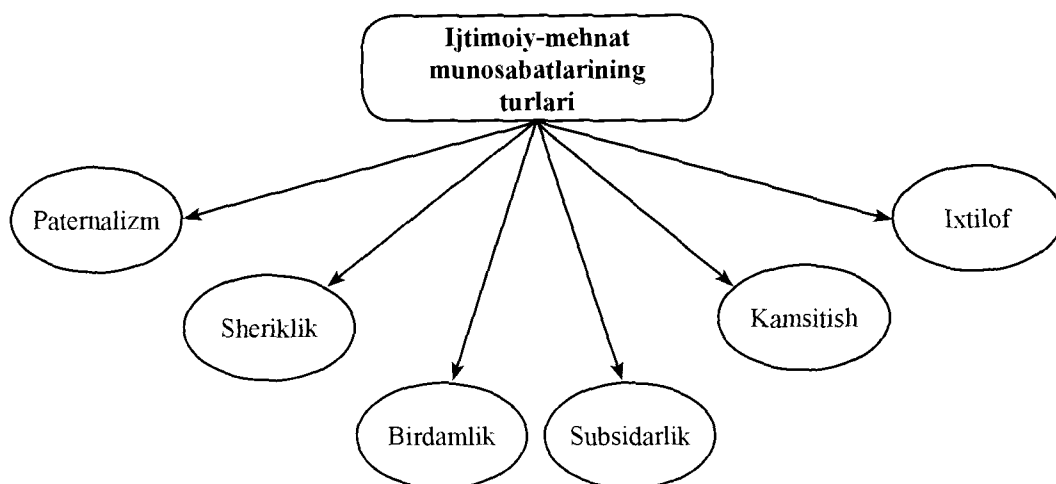 Ijtimoiy-mehnat
munosabatlarining
turlari
Paternalizm
Ixtilof
Sheriklik
Kamsitish
Birdamlik
Subsidarlik